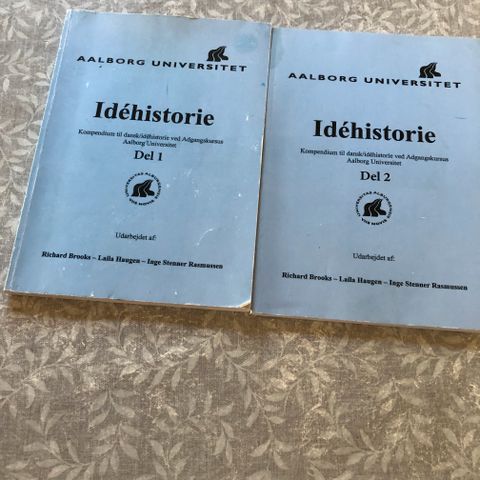 AALBORG UNIVERSITET
Idéhistorie
Kompendium til dansk/idéhistorie ved Adgangskursus
Aalborg Universitet
Del 1
Udarbejdet af:
Richard Brooks – Laila Haugen – Inge Stenner Rasmussen
AALBORG UNIVERSITET
Idéhistorie
Kompendium til dansk/idéhistorie ved Adgangskursus
Aalborg Universitet
Del 2
Udarbejdet af:
Richard Brooks – Laila Haugen – Inge Stenner Rasmussen